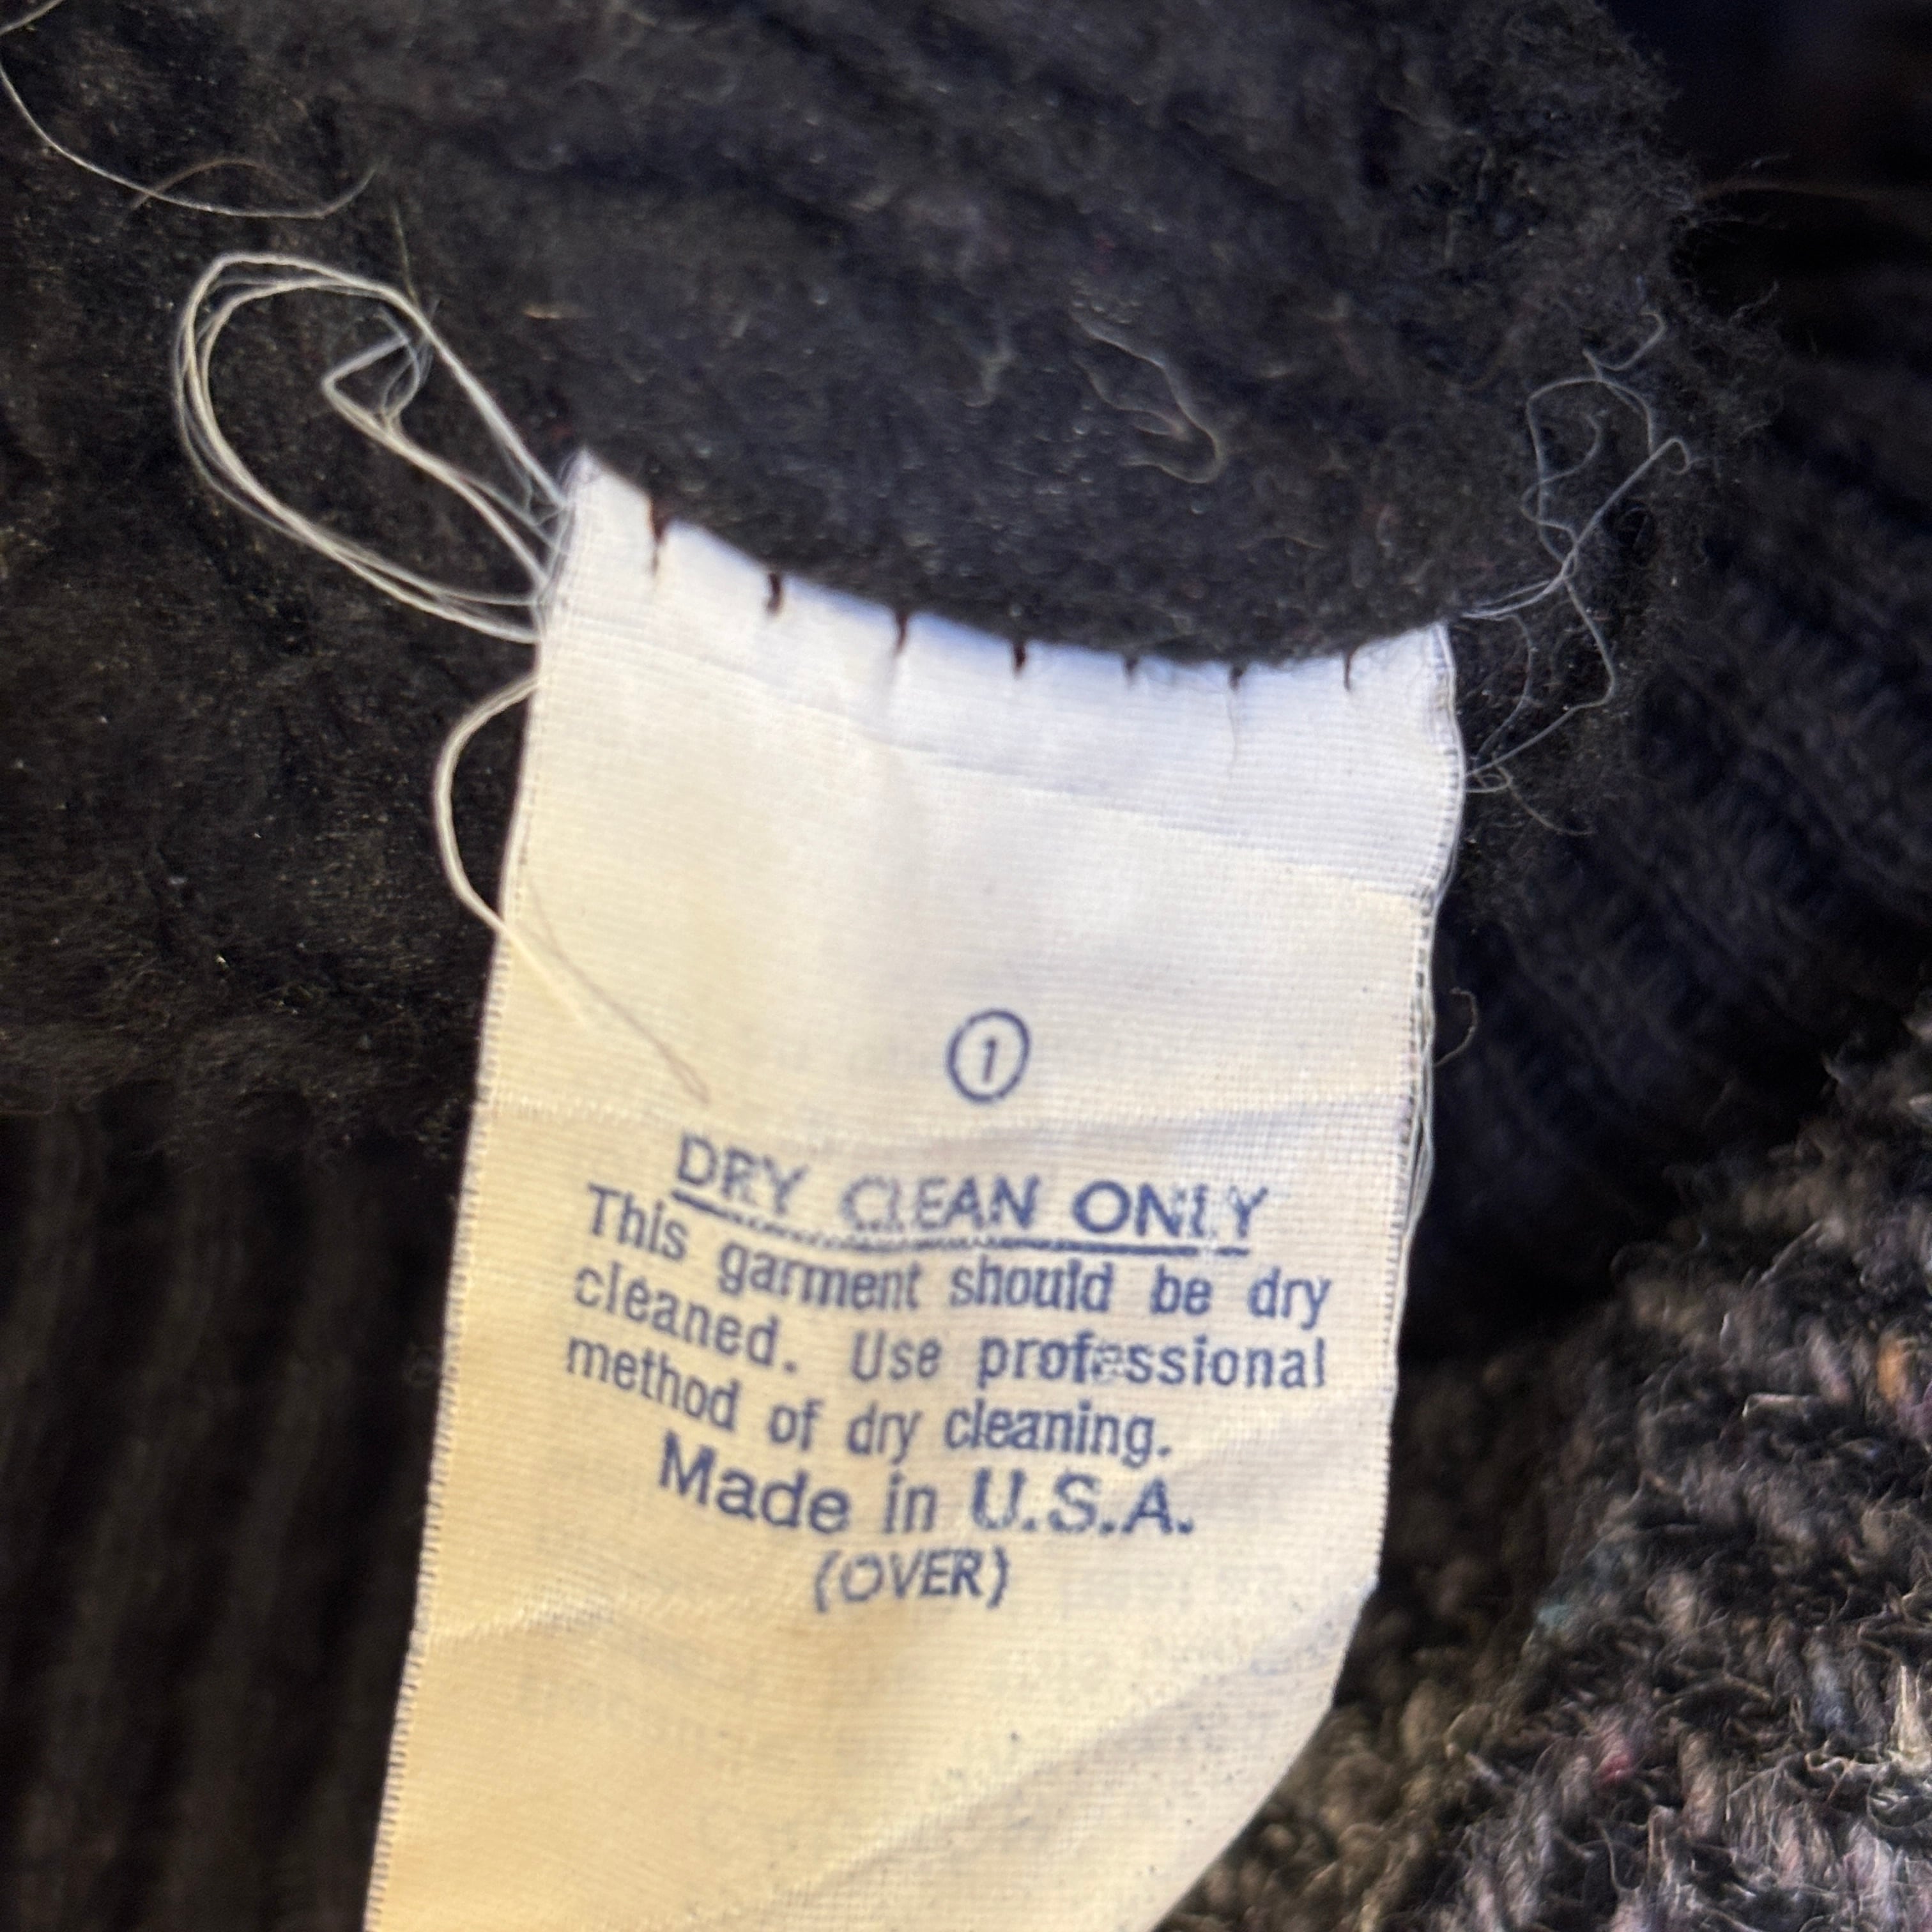 1
DRY CLEAN ONLY
This garment should be dry
cleaned. Use professional
method of dry cleaning.
Made in U.S.A.
(OVER)